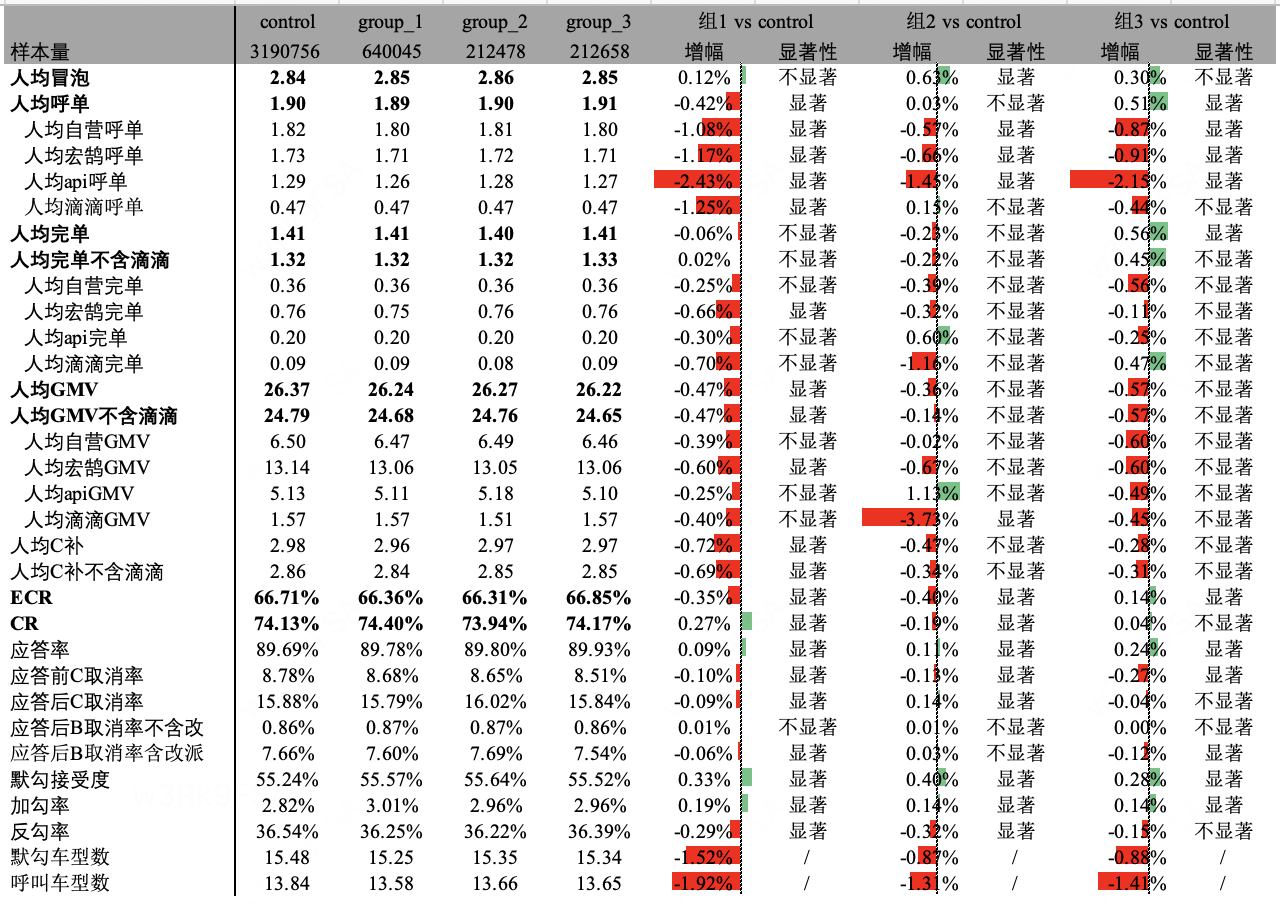 control group_1 group_2 group_3 组1 vs control 组2 vs control 组3 vs control
样本量 3190756 640045 212478 212658 增幅 显著性 增幅 显著性 增幅 显著性
人均冒泡 2.84 2.85 2.86 2.85 0.12% 不显著 0.63% 显著 0.30% 不显著
人均呼单 1.90 1.89 1.90 1.91 -0.42% 显著 0.03% 不显著 0.51% 显著
人均自营呼单 1.82 1.80 1.81 1.80 -1.08% 显著 -0.57% 显著 -0.87% 显著
人均宏鹄呼单 1.73 1.71 1.72 1.71 -1.17% 显著 -0.66% 显著 -0.91% 显著
人均api呼单 1.29 1.26 1.28 1.27 -2.43% 显著 -1.45% 显著 -2.15% 显著
人均滴滴呼单 0.47 0.47 0.47 0.47 -1.25% 显著 0.15% 不显著 -0.44% 不显著
人均完单 1.41 1.41 1.40 1.41 -0.06% 不显著 -0.23% 不显著 0.56% 显著
人均完单不含滴滴 1.32 1.32 1.32 1.33 0.02% 不显著 -0.22% 不显著 0.45% 不显著
人均自营完单 0.36 0.36 0.36 0.36 -0.25% 不显著 -0.39% 不显著 -0.56% 不显著
人均宏鹄完单 0.76 0.75 0.76 0.76 -0.66% 显著 -0.32% 不显著 -0.11% 不显著
人均api完单 0.20 0.20 0.20 0.20 -0.30% 不显著 0.60% 不显著 -0.25% 不显著
人均滴滴完单 0.09 0.09 0.08 0.09 -0.70% 不显著 -1.16% 不显著 0.47% 不显著
人均GMV 26.37 26.24 26.27 26.22 -0.47% 显著 -0.36% 不显著 -0.57% 不显著
人均GMV不含滴滴 24.79 24.68 24.76 24.65 -0.47% 显著 -0.14% 不显著 -0.57% 不显著
人均自营GMV 6.50 6.47 6.49 6.46 -0.39% 不显著 -0.02% 不显著 -0.60% 不显著
人均宏鹄GMV 13.14 13.06 13.05 13.06 -0.60% 显著 -0.67% 不显著 -0.60% 不显著
人均apiGMV 5.13 5.11 5.18 5.10 -0.25% 不显著 1.13% 不显著 -0.49% 不显著
人均滴滴GMV 1.57 1.57 1.51 1.57 -0.40% 不显著 -3.73% 显著 -0.45% 不显著
人均C补 2.98 2.96 2.97 2.97 -0.72% 显著 -0.47% 不显著 -0.28% 不显著
人均C补不含滴滴 2.86 2.84 2.85 2.85 -0.69% 显著 -0.34% 不显著 -0.31% 不显著
ECR 66.71% 66.36% 66.31% 66.85% -0.35% 显著 -0.40% 显著 0.14% 显著
CR 74.13% 74.40% 73.94% 74.17% 0.27% 显著 -0.19% 显著 0.04% 不显著
应答率 89.69% 89.78% 89.80% 89.93% 0.09% 显著 0.11% 显著 0.24% 显著
应答前C取消率 8.78% 8.68% 8.65% 8.51% -0.10% 显著 -0.13% 显著 -0.27% 显著
应答后C取消率 15.88% 15.79% 16.02% 15.84% -0.09% 显著 0.14% 显著 -0.04% 不显著
应答后B取消率不含改 0.86% 0.87% 0.87% 0.86% 0.01% 不显著 0.01% 不显著 0.00% 不显著
应答后B取消率含改派 7.66% 7.60% 7.69% 7.54% -0.06% 显著 0.03% 不显著 -0.12% 显著
默勾接受度 55.24% 55.57% 55.64% 55.52% 0.33% 显著 0.40% 显著 0.28% 显著
加勾率 2.82% 3.01% 2.96% 2.96% 0.19% 显著 0.14% 显著 0.14% 显著
反勾率 36.54% 36.25% 36.22% 36.39% -0.29% 显著 -0.32% 显著 -0.15% 不显著
默勾车型数 15.48 15.25 15.35 15.34 -1.52% / -0.87% / -0.88% /
呼叫车型数 13.84 13.58 13.66 13.65 -1.92% / -1.31% / -1.41% /